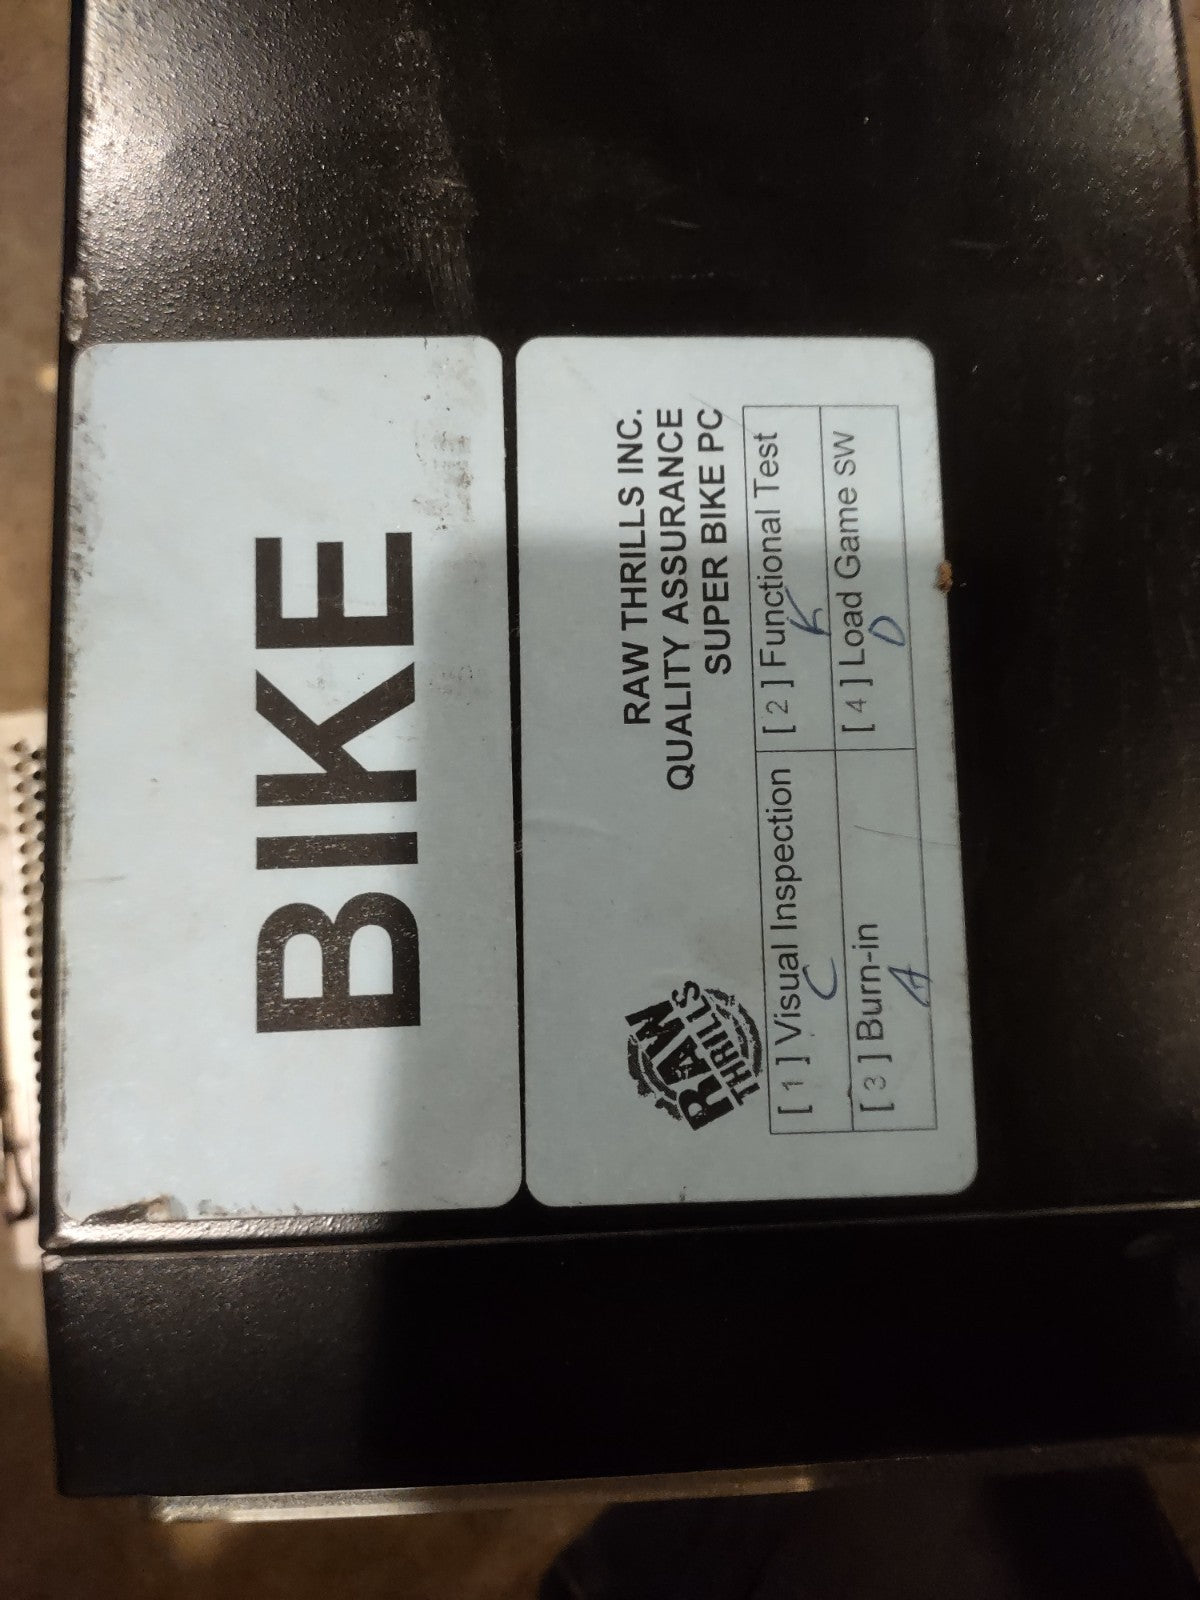 BIKE
RAW THRILLS INC.
QUALITY ASSURANCE
SUPER BIKE PC
RAW
THRILLS
[ 1 ] Visual Inspection [ 2 ] Functional Test
C K
[ 3 ] Burn-in [ 4 ] Load Game SW
A D